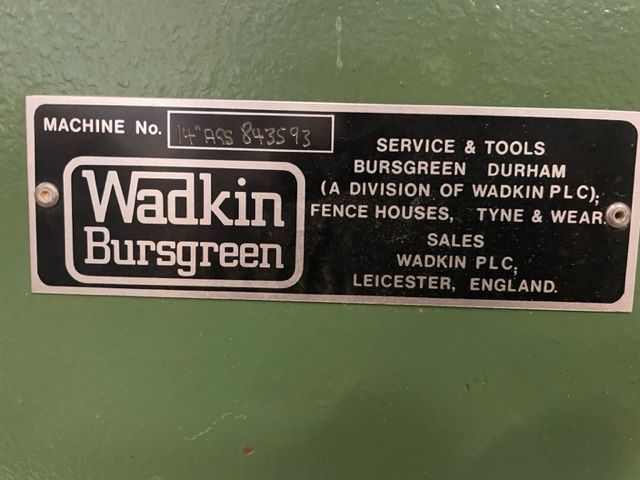 MACHINE No. 14" AGS 843593
Wadkin
Bursgreen
SERVICE & TOOLS
BURSGREEN DURHAM
(A DIVISION OF WADKIN PLC);
FENCE HOUSES, TYNE & WEAR.
SALES
WADKIN PLC;
LEICESTER, ENGLAND.